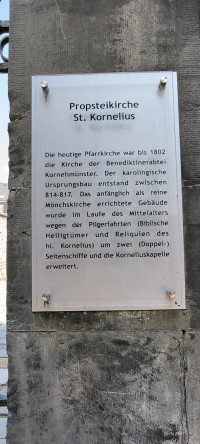 Propsteikirche
St. Kornelius
Die heutige Pfarrkirche war bis 1802
die Kirche der Benediktinerabtei
Kornelimünster. Der karolingische
Ursprungsbau entstand zwischen
814-817. Das anfänglich als reine
Mönchskirche errichtete Gebäude
wurde im Laufe des Mittelalters
wegen der Pilgerfahrten (Biblische
Heiligtümer und Reliquien des
hl. Kornelius) um zwei (Doppel-)
Seitenschiffe und die Korneliuskapelle
erweitert.